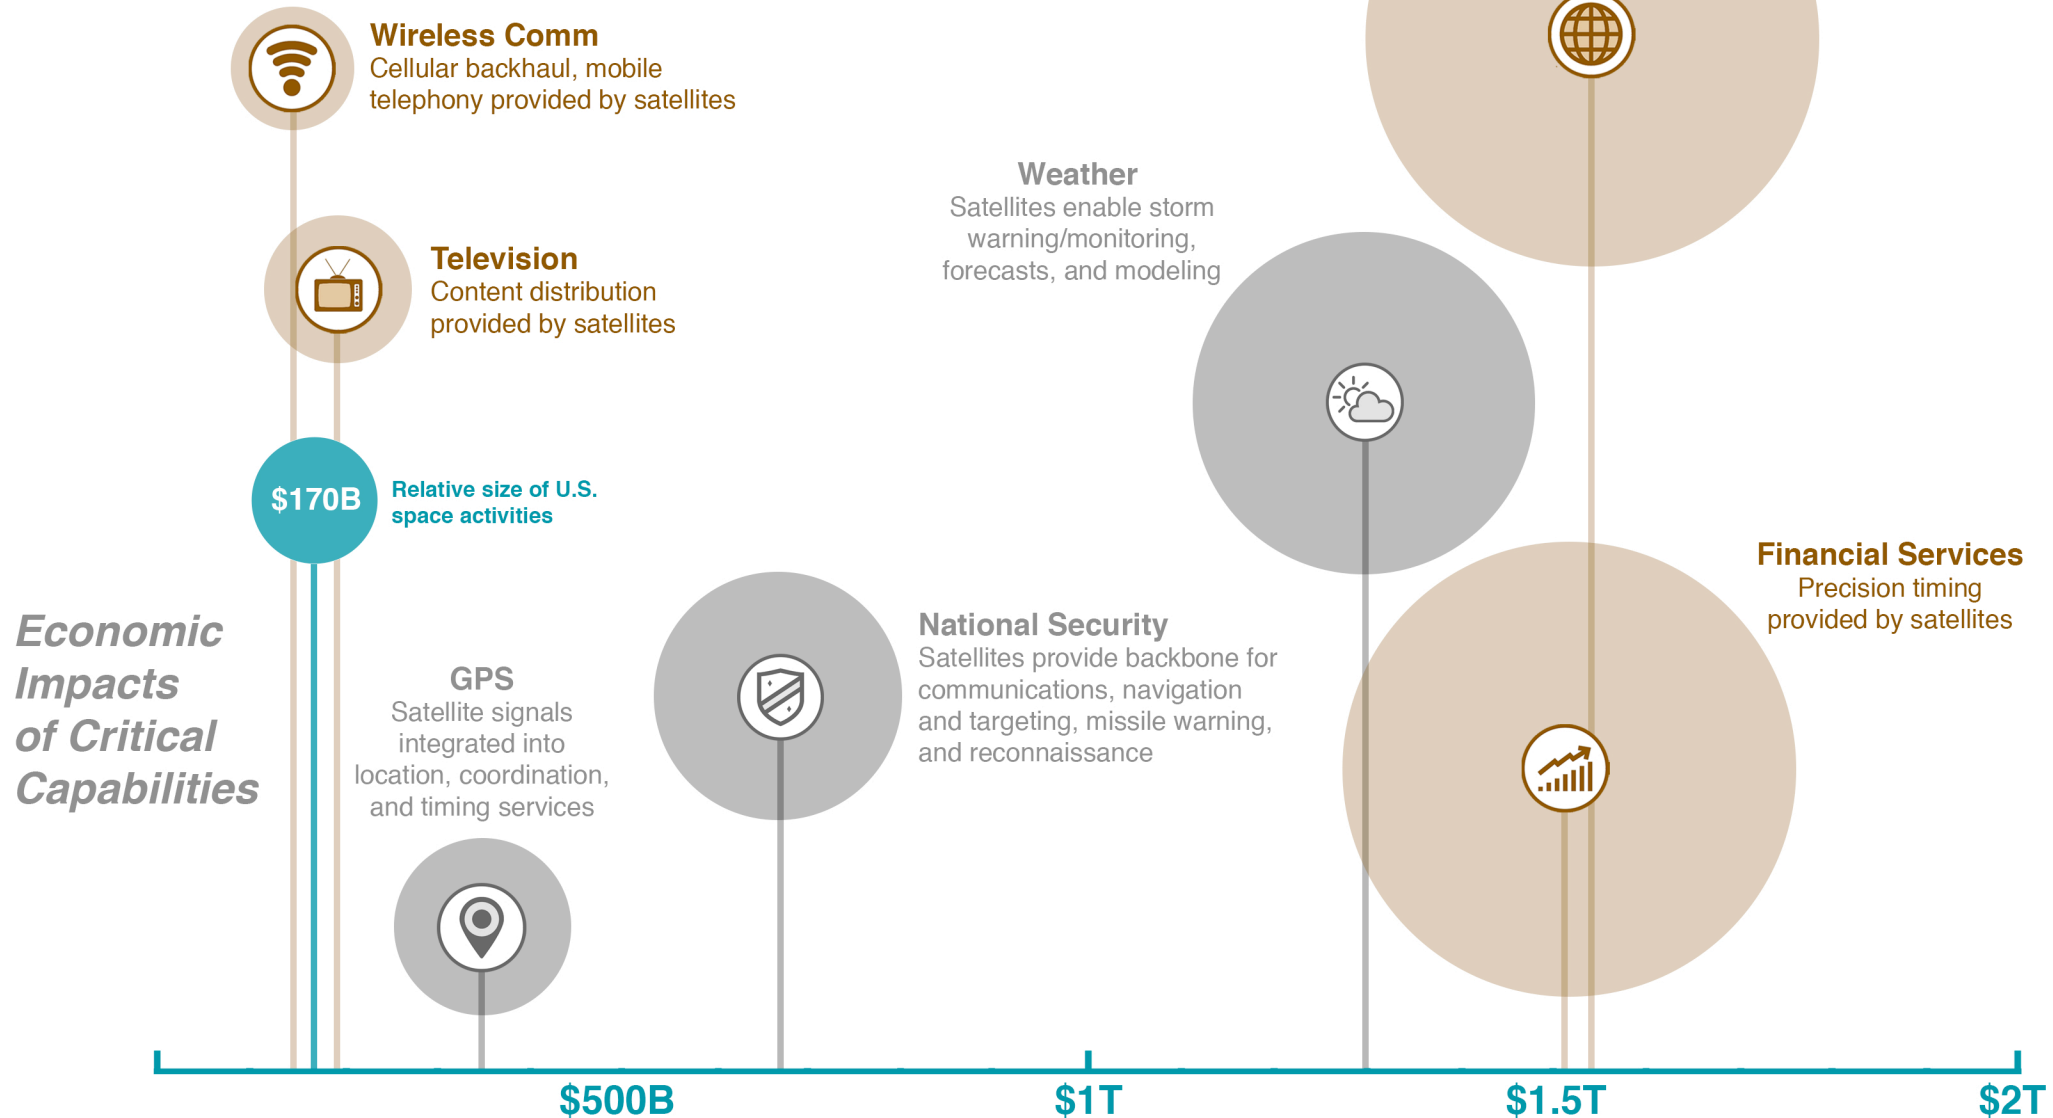 Wireless Comm
Cellular backhaul, mobile
telephony provided by satellites
Weather
Satellites enable storm
warning/monitoring,
forecasts, and modeling
Television
Content distribution
provided by satellites
$170B
Relative size of U.S.
space activities
Financial Services
Precision timing
provided by satellites
Economic
Impacts
of Critical
Capabilities
National Security
Satellites provide backbone for
communications, navigation
and targeting, missile warning,
and reconnaissance
GPS
Satellite signals
integrated into
location, coordination,
and timing services
$500B
$1T
$1.5T
$2T